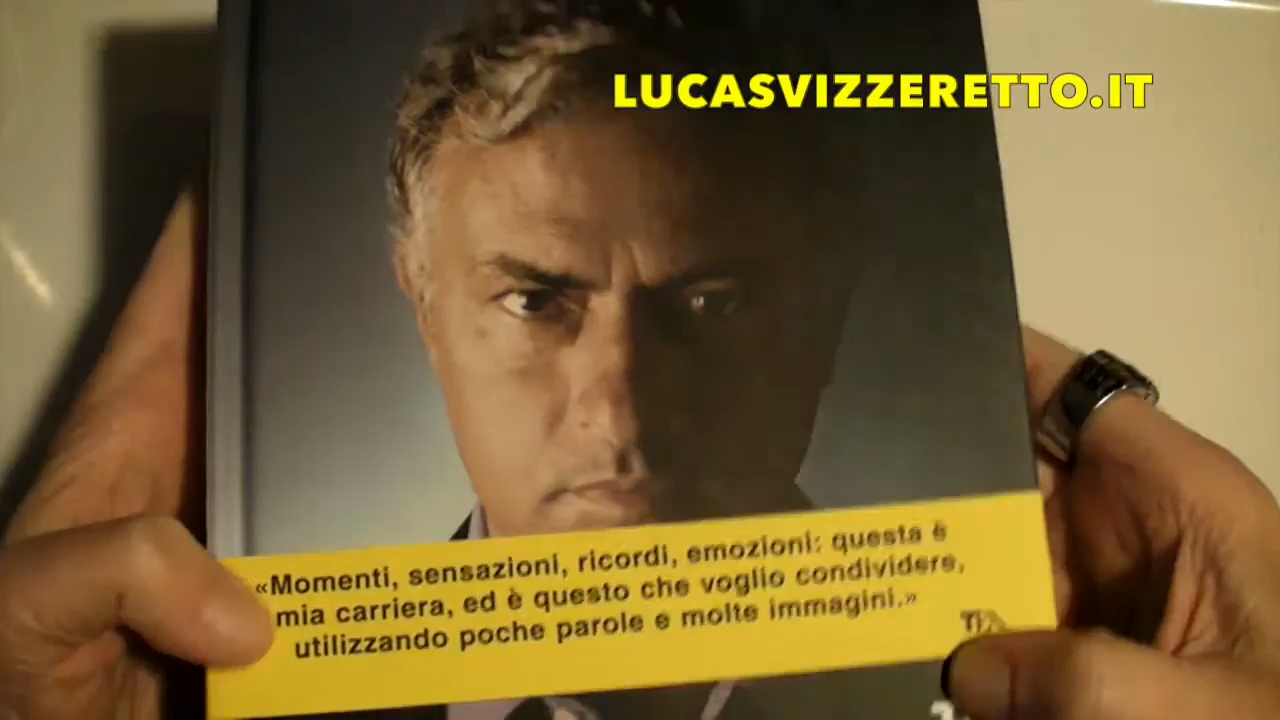 LUCASVIZZERETTO.IT
«Momenti, sensazioni, ricordi, emozioni: questa è
mia carriera, ed è questo che voglio condividere,
utilizzando poche parole e molte immagini.»